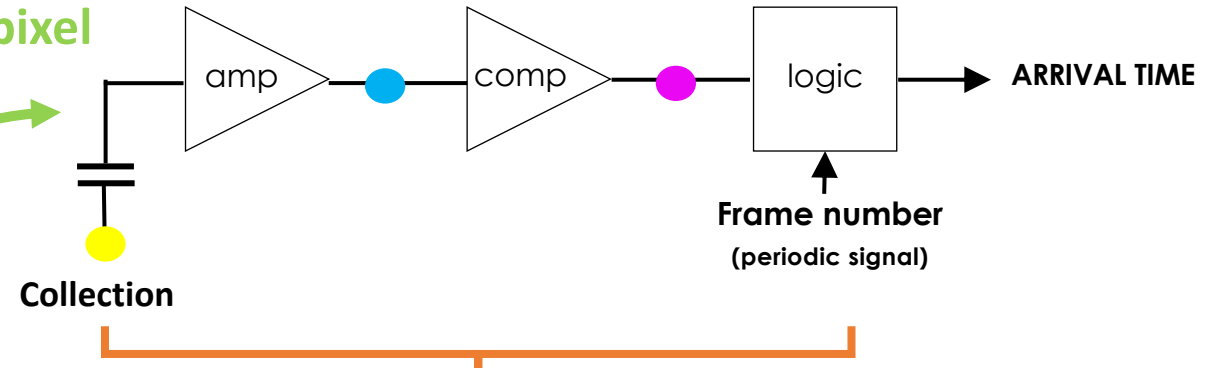 pixel
amp
comp
logic
ARRIVAL TIME
Frame number
(periodic signal)
Collection